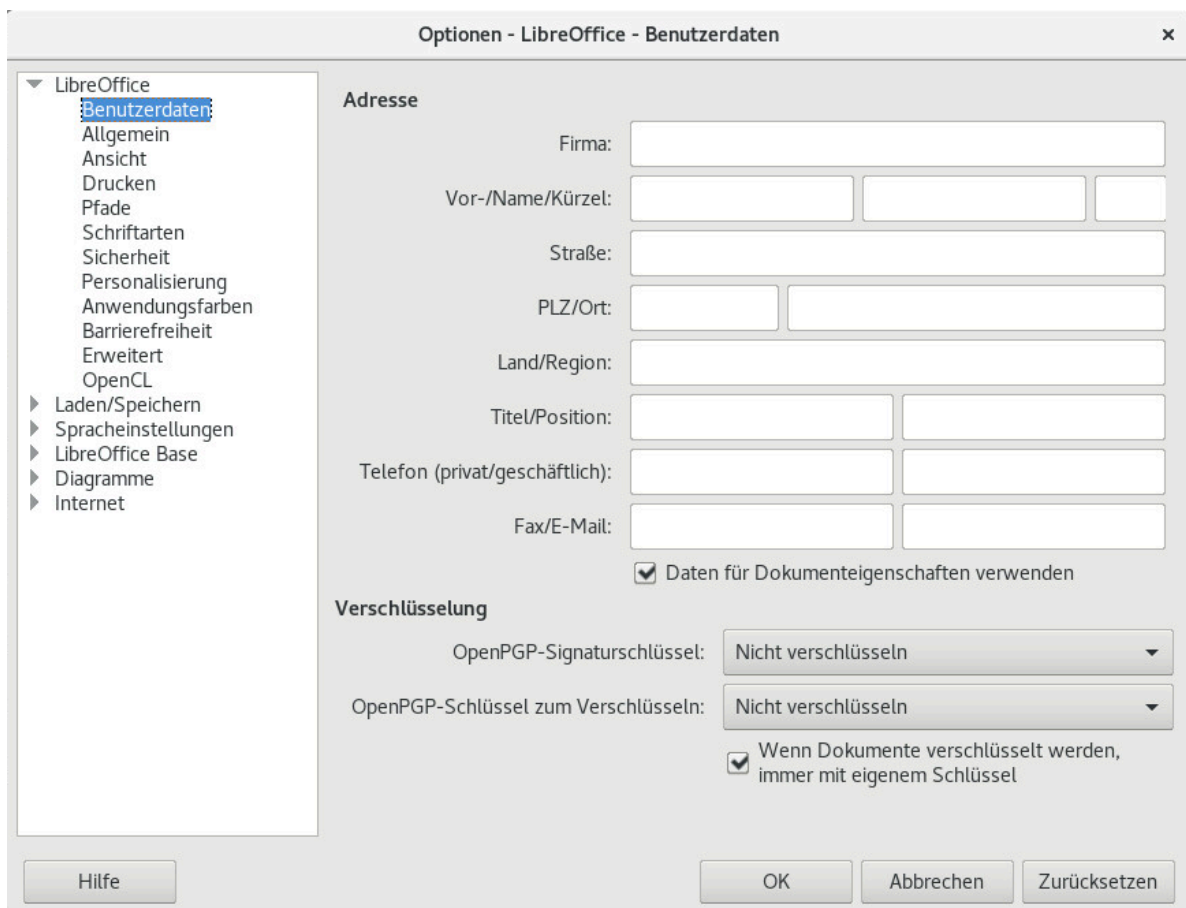 Optionen - LibreOffice - Benutzerdaten
LibreOffice
Benutzerdaten
Allgemein
Ansicht
Drucken
Pfade
Schriftarten
Sicherheit
Personalisierung
Anwendungsfarben
Barrierefreiheit
Erweitert
OpenCL
Laden/Speichern
Spracheinstellungen
LibreOffice Base
Diagramme
Internet
Adresse
Firma:
Vor-/Name/Kürzel:
Straße:
PLZ/Ort:
Land/Region:
Titel/Position:
Telefon (privat/geschäftlich):
Fax/E-Mail:
Daten für Dokumenteigenschaften verwenden
Verschlüsselung
OpenPGP-Signaturschlüssel: Nicht verschlüsseln
OpenPGP-Schlüssel zum Verschlüsseln: Nicht verschlüsseln
Wenn Dokumente verschlüsselt werden,
immer mit eigenem Schlüssel
Hilfe OK Abbrechen Zurücksetzen